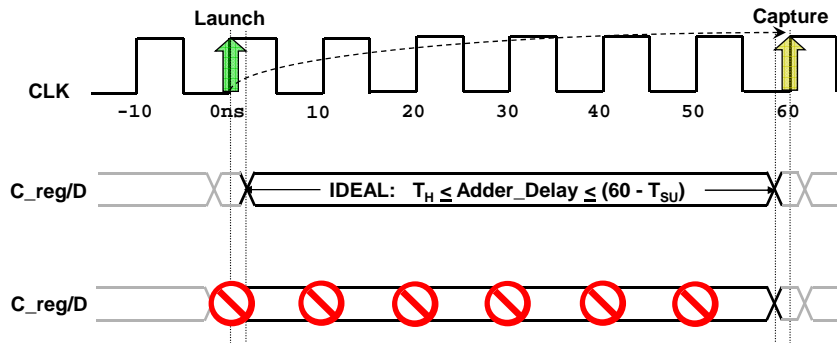 Launch
Capture
CLK
-10 0ns 10 20 30 40 50 60
C_reg/D
IDEAL: T_H ≤ Adder_Delay ≤ (60 - T_SU)
C_reg/D